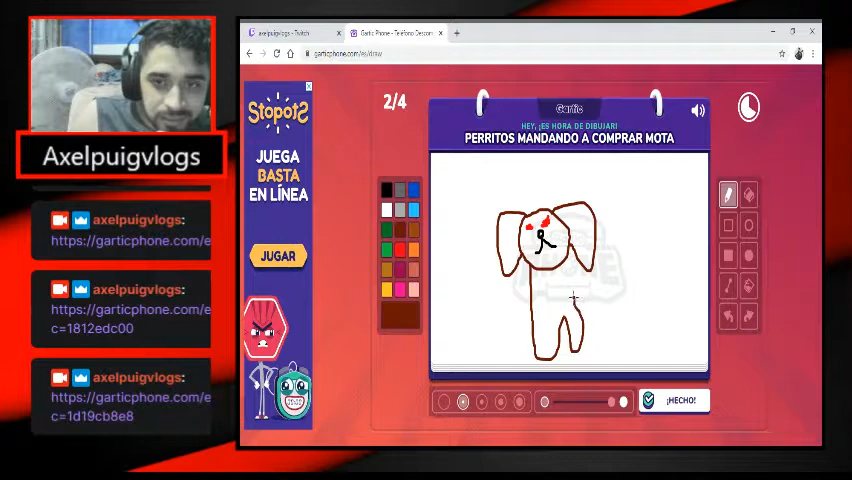 axelpuigvlogs - Twitch
Gartic Phone - Teléfono Descom
garticphone.com/es/draw
Axelpuigvlogs
axelpuigvlogs:
https://garticphone.com/e
axelpuigvlogs:
https://garticphone.com/e
c=1812edc00
axelpuigvlogs:
https://garticphone.com/e
c=1d19cb8e8
StopotS
JUEGA
BASTA
EN LÍNEA
JUGAR
2/4
Gartic
HEY, ¡ES HORA DE DIBUJAR!
PERRITOS MANDANDO A COMPRAR MOTA
PHONE
¡HECHO!